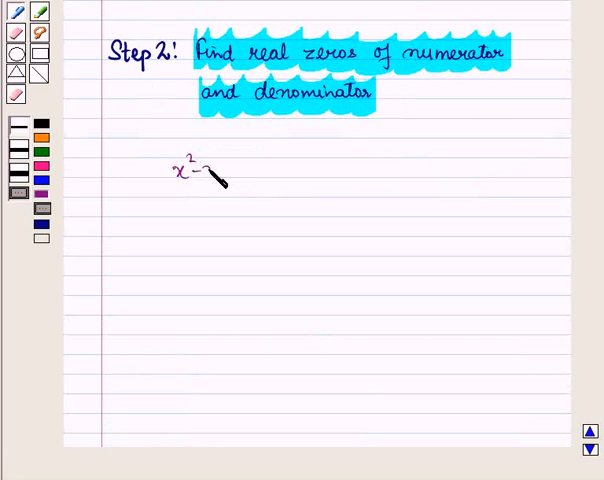 Step 2: Find real zeros of numerator
and denominator
x² -